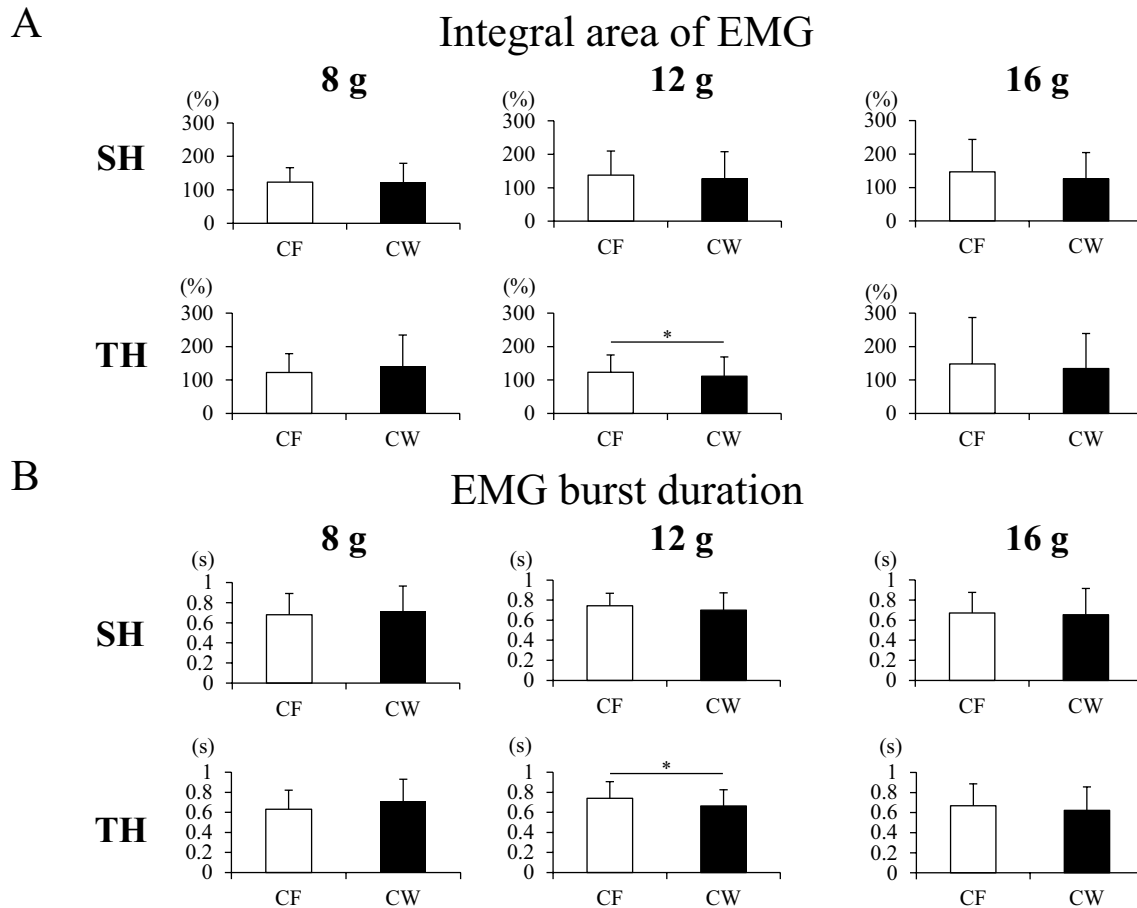 A
Integral area of EMG
8 g 12 g 16 g
SH
(%) (%) (%)
300 300 300
200 200 200
100 100 100
0 0 0
CF CW CF CW CF CW
TH
(%) (%) (%)
300 300 * 300
200 200 200
100 100 100
0 0 0
CF CW CF CW CF CW
B
EMG burst duration
8 g 12 g 16 g
SH
(s) (s) (s)
1 1 1
0.8 0.8 0.8
0.6 0.6 0.6
0.4 0.4 0.4
0.2 0.2 0.2
0 0 0
CF CW CF CW CF CW
TH
(s) (s) (s)
1 1 * 1
0.8 0.8 0.8
0.6 0.6 0.6
0.4 0.4 0.4
0.2 0.2 0.2
0 0 0
CF CW CF CW CF CW